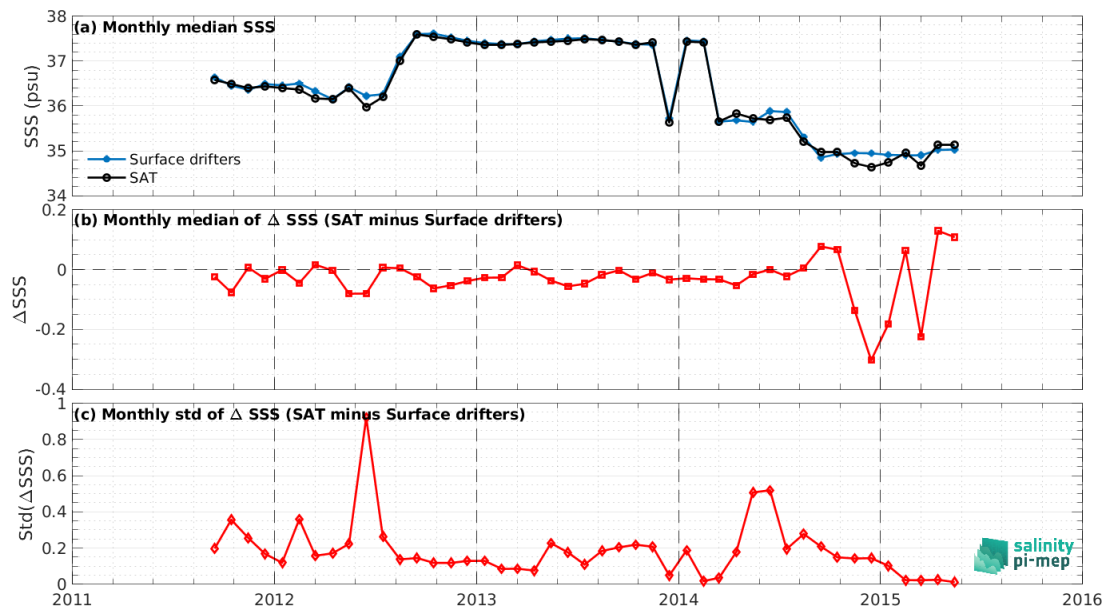 (a) Monthly median SSS
38
37
36
35
34
SSS (psu)
Surface drifters
SAT
(b) Monthly median of Δ SSS (SAT minus Surface drifters)
0.2
0
-0.2
-0.4
ΔSSS
(c) Monthly std of Δ SSS (SAT minus Surface drifters)
1
0.8
0.6
0.4
0.2
0
Std(ΔSSS)
salinity
pi-mep
2011 2012 2013 2014 2015 2016